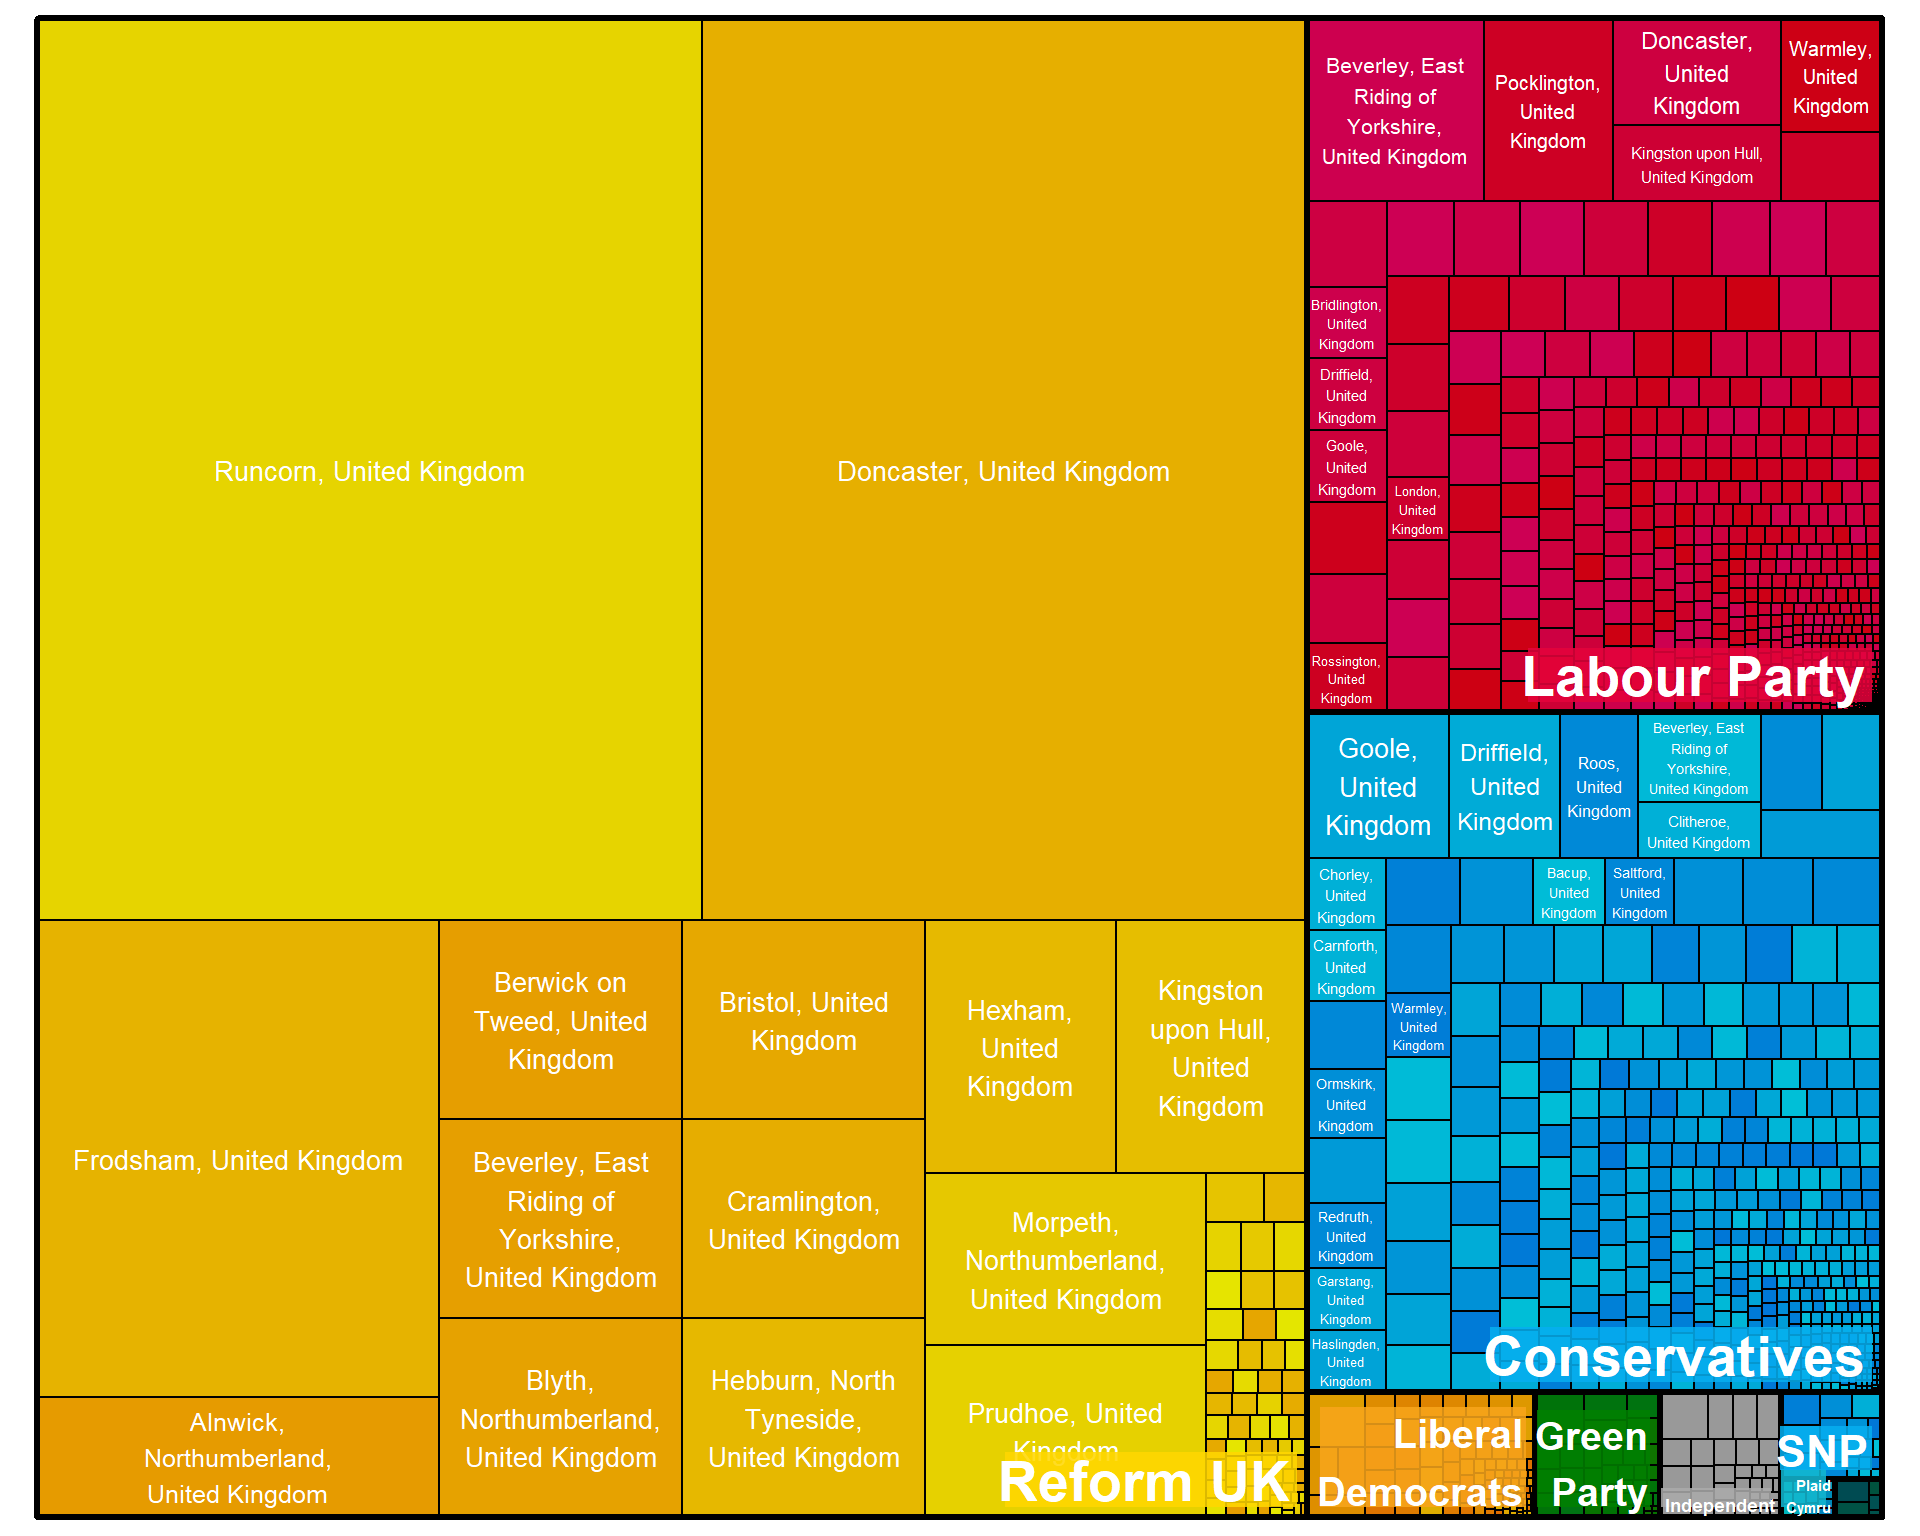 Runcorn, United Kingdom
Doncaster, United Kingdom
Frodsham, United Kingdom
Alnwick,
Northumberland,
United Kingdom
Berwick on
Tweed, United
Kingdom
Beverley, East
Riding of
Yorkshire,
United Kingdom
Blyth,
Northumberland,
United Kingdom
Bristol, United
Kingdom
Cramlington,
United Kingdom
Hebburn, North
Tyneside,
United Kingdom
Hexham,
United
Kingdom
Kingston
upon Hull,
United
Kingdom
Morpeth,
Northumberland,
United Kingdom
Prudhoe, United
Kingdom
Reform UK
Beverley, East
Riding of
Yorkshire,
United Kingdom
Pocklington,
United
Kingdom
Doncaster,
United
Kingdom
Kingston upon Hull,
United Kingdom
Warmley,
United
Kingdom
Bridlington,
United
Kingdom
Driffield,
United
Kingdom
Goole,
United
Kingdom
London,
United
Kingdom
Rossington,
United
Kingdom
Labour Party
Goole,
United
Kingdom
Driffield,
United
Kingdom
Roos,
United
Kingdom
Beverley, East
Riding of
Yorkshire,
United Kingdom
Clitheroe,
United Kingdom
Chorley,
United
Kingdom
Bacup,
United
Kingdom
Saltford,
United
Kingdom
Carnforth,
United
Kingdom
Warmley,
United
Kingdom
Ormskirk,
United
Kingdom
Redruth,
United
Kingdom
Garstang,
United
Kingdom
Haslingden,
United
Kingdom
Conservatives
Liberal
Democrats
Green
Party
Independent
SNP
Plaid
Cymru